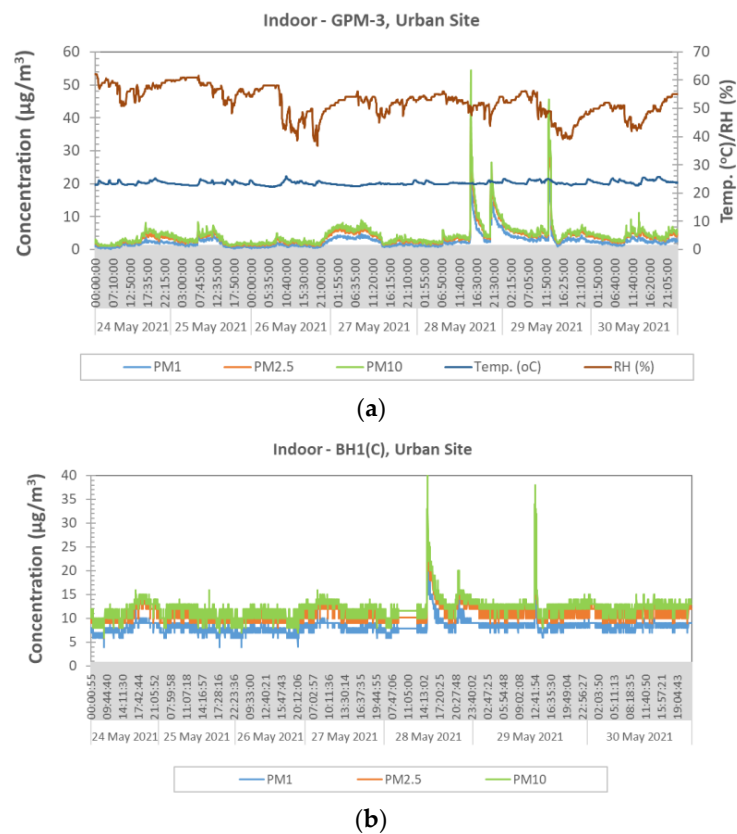 Indoor - GPM-3, Urban Site
Concentration (µg/m³)
60
50
40
30
20
10
0
70
60
50
40
30
20
10
0
Temp. (°C)/RH (%)
00:00:00 07:10:00 12:50:00 17:35:00 03:00:00 07:45:00 12:35:00 00:00:00 05:35:00 10:40:00 15:50:00 21:00:00 01:55:00 06:35:00 11:20:00 16:15:00 01:55:00 06:50:00 11:40:00 16:30:00 21:30:00 02:15:00 07:05:00 11:50:00 16:25:00 01:05:00 06:40:00 11:40:00 16:20:00 21:05:00
24 May 2021 25 May 2021 26 May 2021 27 May 2021 28 May 2021 29 May 2021 30 May 2021
PM1 PM2.5 PM10 Temp. (oC) RH (%)
(a)
Indoor - BH1(C), Urban Site
Concentration (µg/m³)
40
35
30
25
20
15
10
5
0
00:00:55 09:44:40 14:11:30 17:42:44 21:05:52 07:59:58 11:07:18 14:16:57 17:28:16 22:23:36 09:33:00 12:40:21 15:47:43 20:12:06 07:02:57 10:11:36 13:30:14 16:37:35 19:44:55 07:47:06 11:05:00 14:13:02 17:20:25 20:27:48 23:40:02 02:47:25 05:54:48 09:02:08 12:41:54 16:35:30 19:49:04 22:56:27 02:03:50 05:11:13 08:18:35 11:40:50 15:57:21 19:04:43
24 May 2021 25 May 2021 26 May 2021 27 May 2021 28 May 2021 29 May 2021 30 May 2021
PM1 PM2.5 PM10
(b)